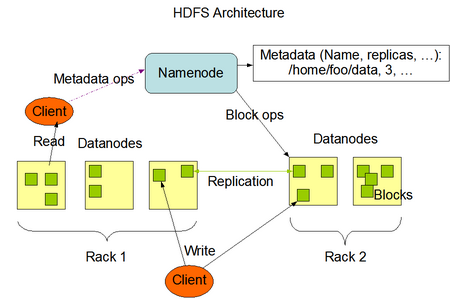 HDFS Architecture
Metadata (Name, replicas, ...):
/home/foo/data, 3, ...
Namenode
Metadata ops
Client
Block ops
Read
Datanodes
Datanodes
Replication
Blocks
Write
Rack 1
Rack 2
Client